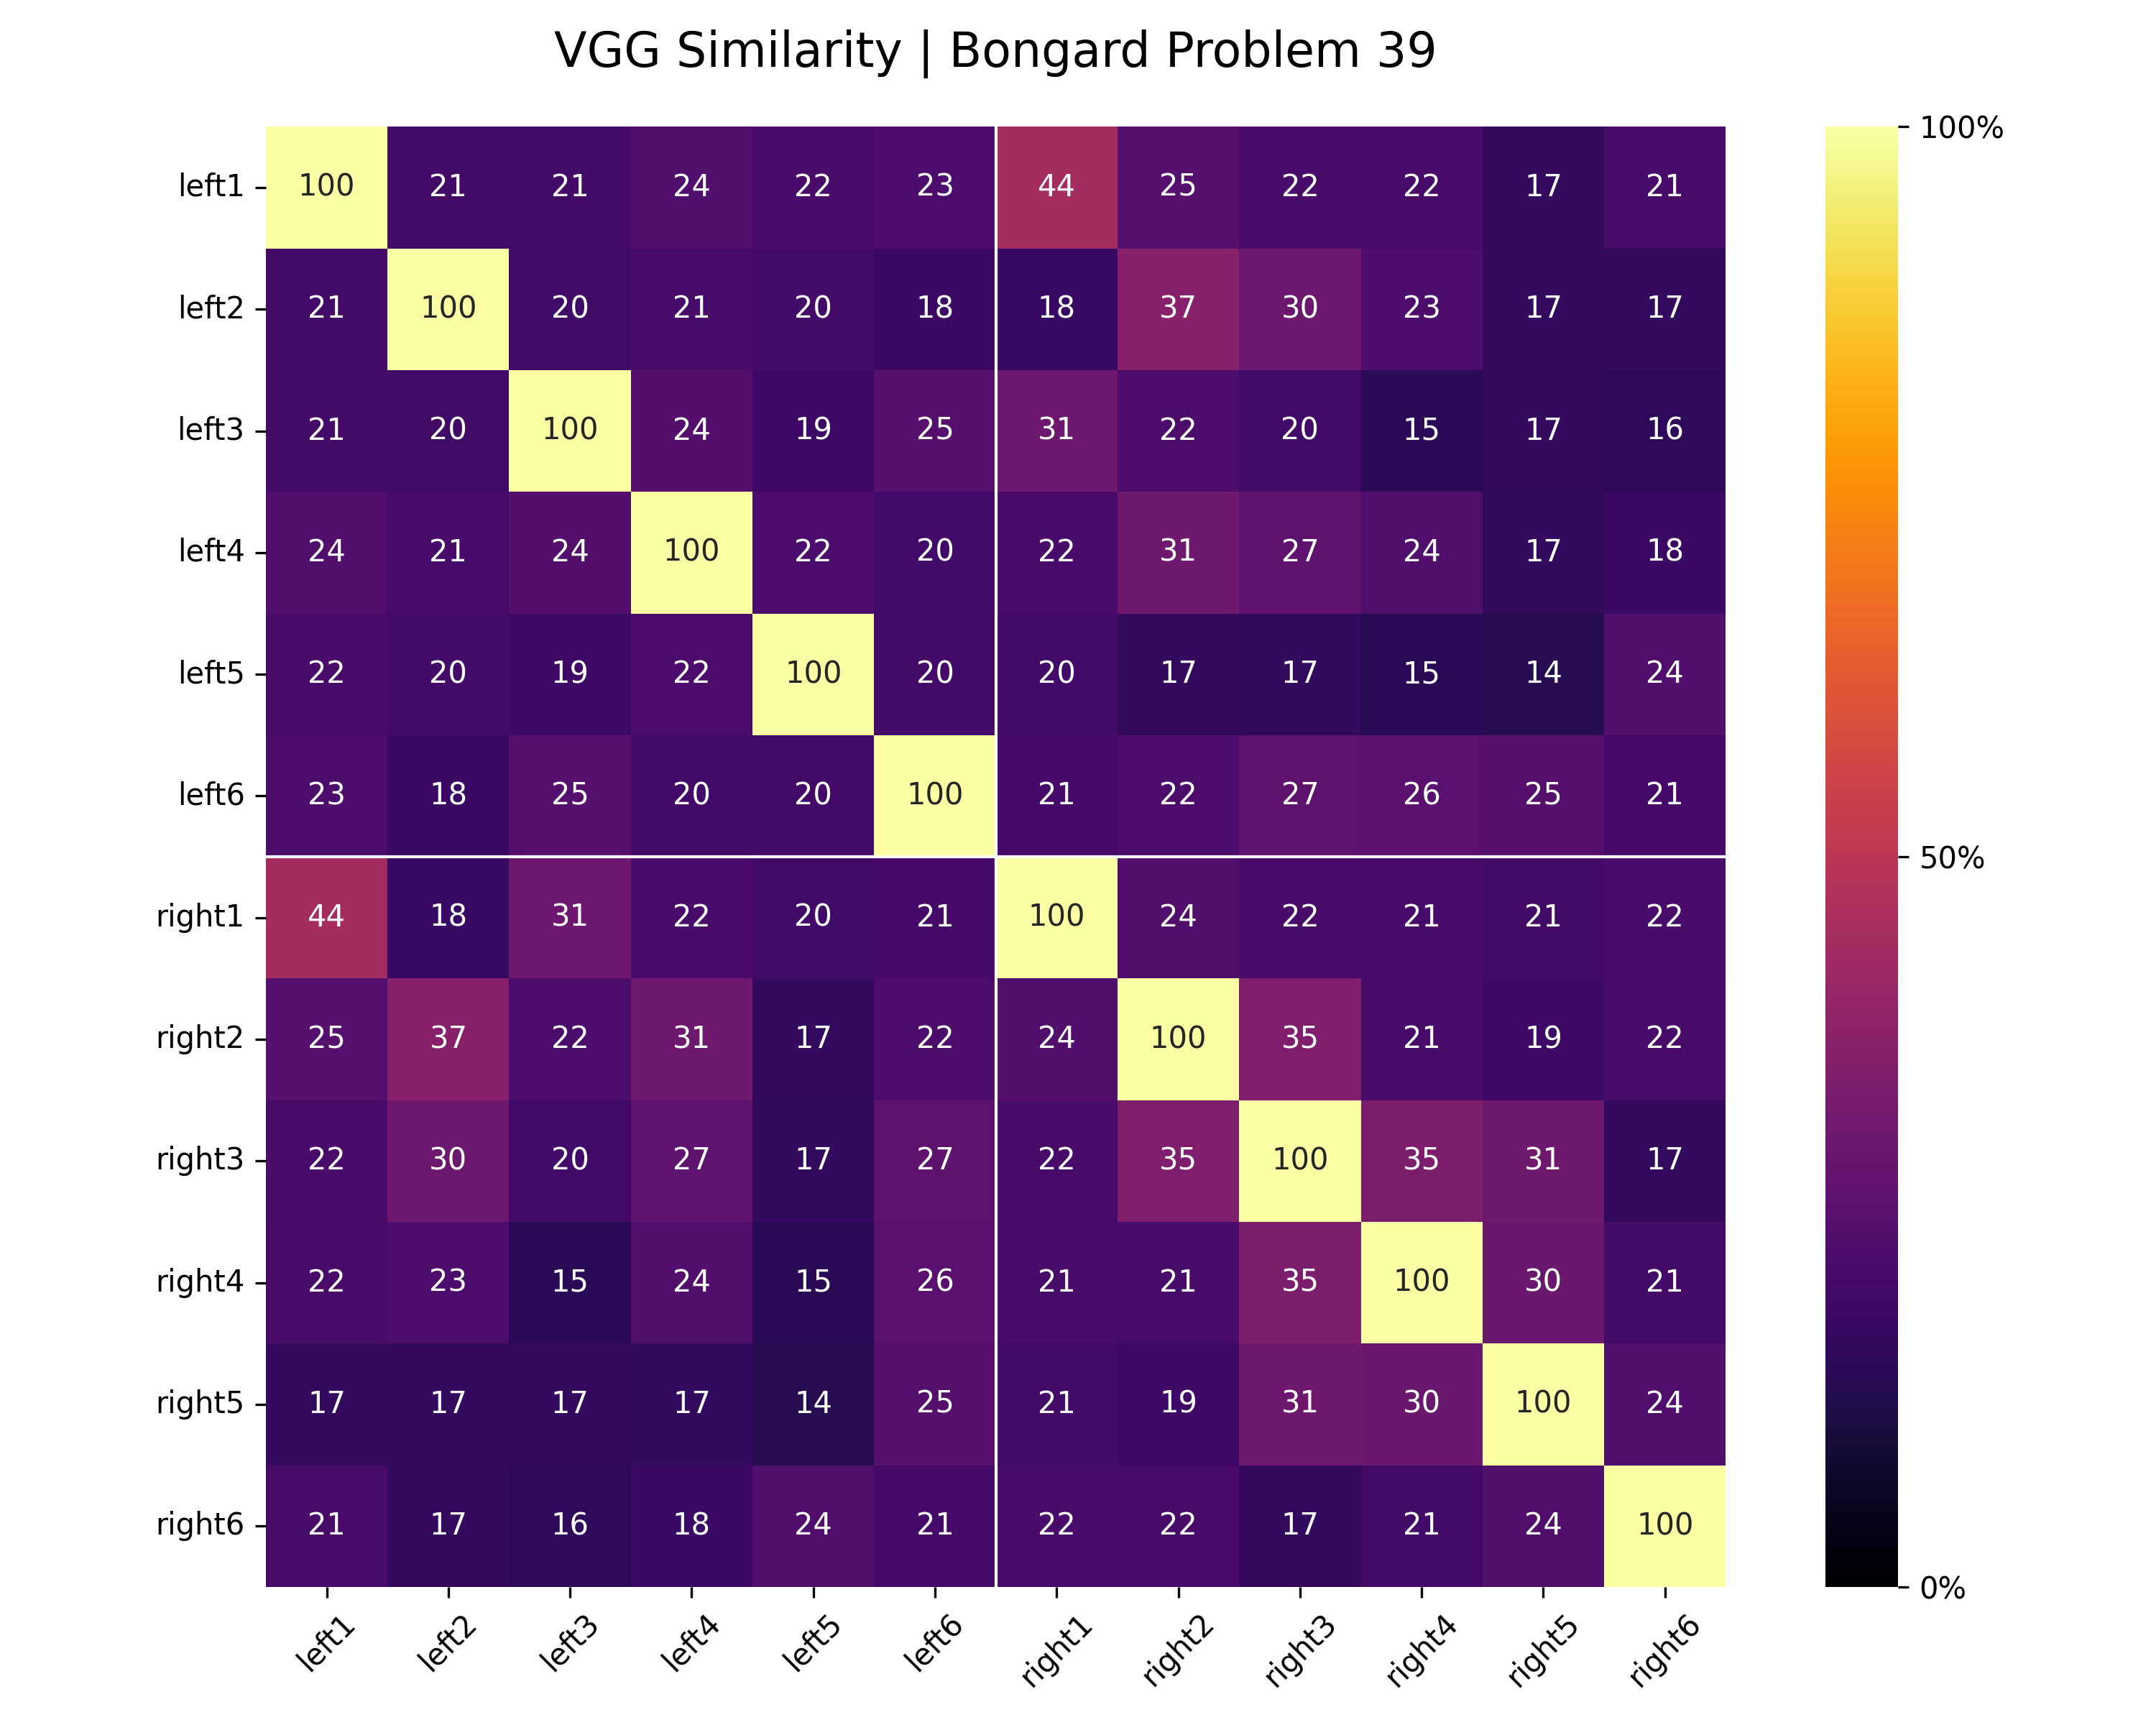 VGG Similarity | Bongard Problem 39
100%
left1 100 21 21 24 22 23 44 25 22 22 17 21
left2 21 100 20 21 20 18 18 37 30 23 17 17
left3 21 20 100 24 19 25 31 22 20 15 17 16
left4 24 21 24 100 22 20 22 31 27 24 17 18
left5 22 20 19 22 100 20 20 17 17 15 14 24
left6 23 18 25 20 20 100 21 22 27 26 25 21
50%
right1 44 18 31 22 20 21 100 24 22 21 21 22
right2 25 37 22 31 17 22 24 100 35 21 19 22
right3 22 30 20 27 17 27 22 35 100 35 31 17
right4 22 23 15 24 15 26 21 21 35 100 30 21
right5 17 17 17 17 14 25 21 19 31 30 100 24
right6 21 17 16 18 24 21 22 22 17 21 24 100
0%
left1 left2 left3 left4 left5 left6 right1 right2 right3 right4 right5 right6